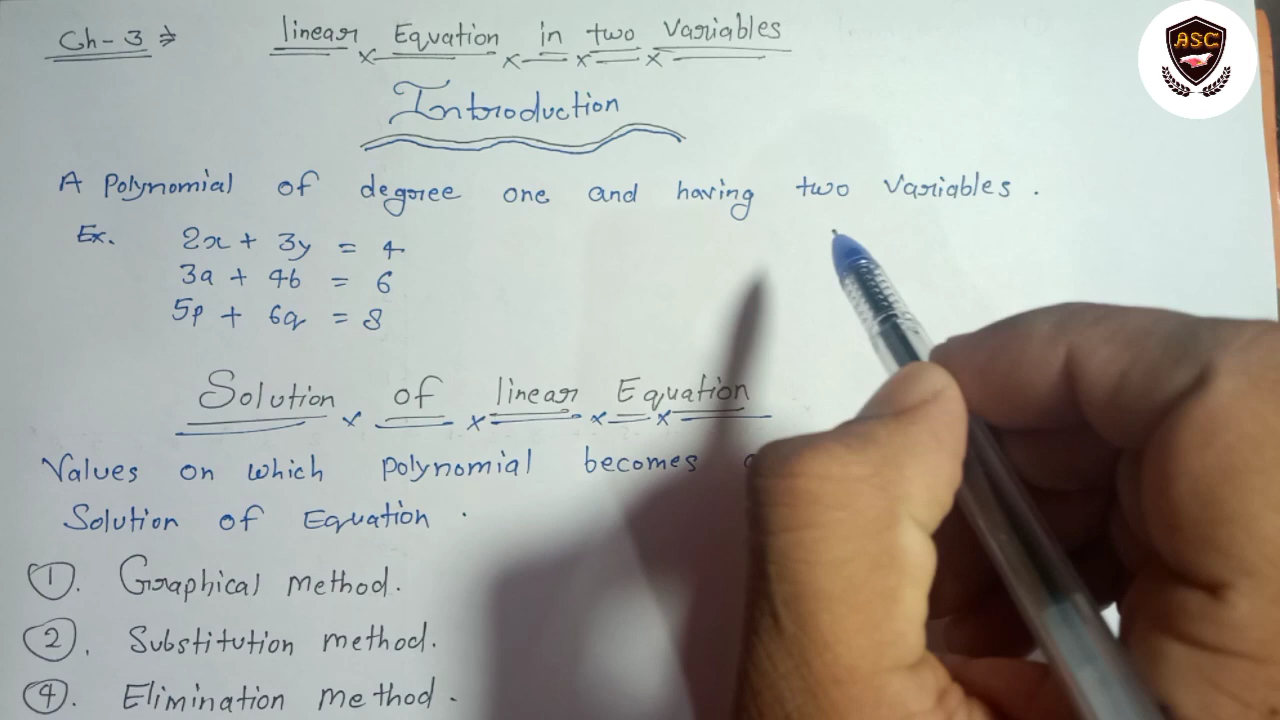 Ch-3 ⇒ linear Equation in two Variables
ASC
Introduction
A Polynomial of degree one and having two Variables.
Ex. 2x + 3y = 4
3a + 4b = 6
5p + 6q = 8
Solution of linear Equation
Values on which polynomial becomes
Solution of Equation.
1. Graphical method.
2. Substitution method.
4. Elimination method.